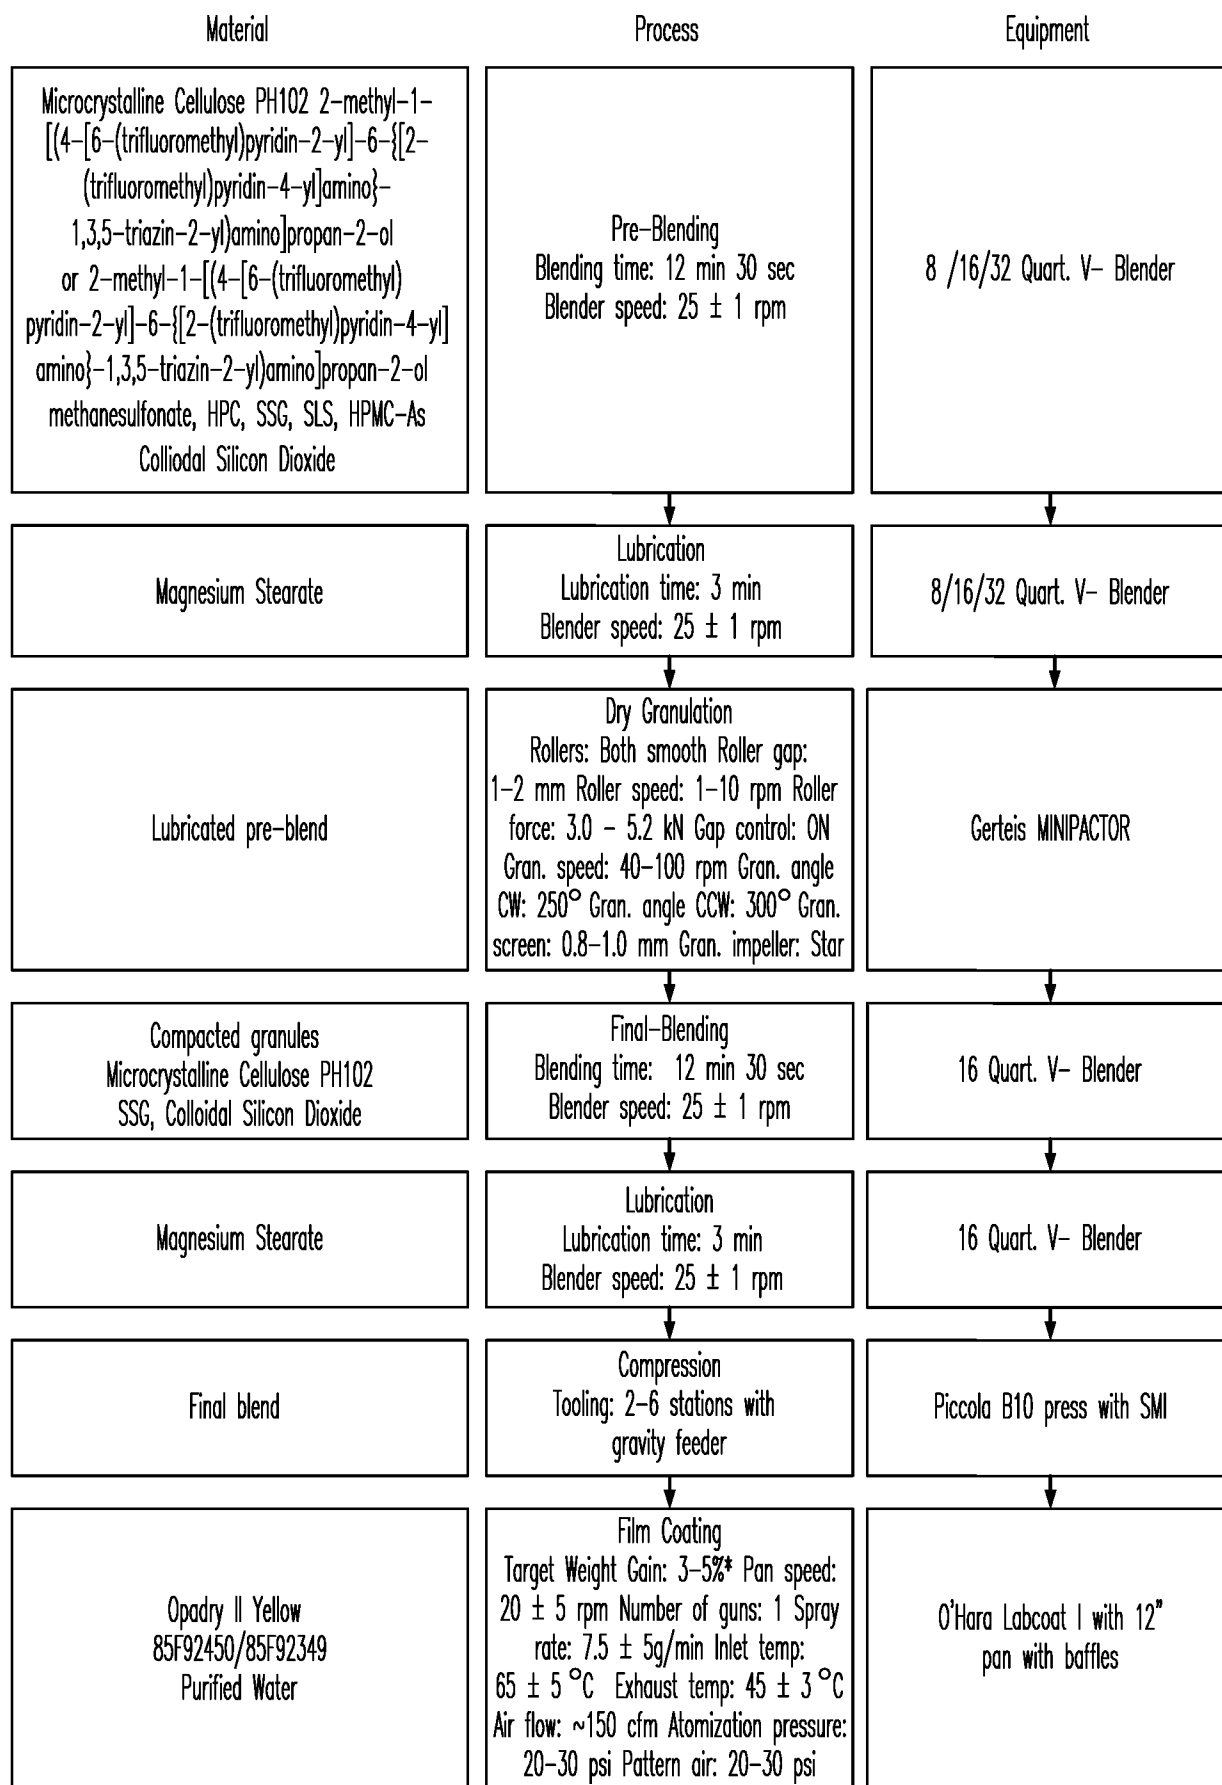 Material
Process
Equipment
Microcrystalline Cellulose PH102 2-methyl-1-
[(4-[6-(trifluoromethyl)pyridin-2-yl]-6-{[2-
(trifluoromethyl)pyridin-4-yl]amino}-
1,3,5-triazin-2-yl)amino]propan-2-ol
or 2-methyl-1-[(4-[6-(trifluoromethyl)
pyridin-2-yl]-6-{[2-(trifluoromethyl)pyridin-4-yl]
amino}-1,3,5-triazin-2-yl)amino]propan-2-ol
methanesulfonate, HPC, SSG, SLS, HPMC-As
Colliodal Silicon Dioxide
Pre-Blending
Blending time: 12 min 30 sec
Blender speed: 25 ± 1 rpm
8 /16/32 Quart. V- Blender
Magnesium Stearate
Lubrication
Lubrication time: 3 min
Blender speed: 25 ± 1 rpm
8/16/32 Quart. V- Blender
Lubricated pre-blend
Dry Granulation
Rollers: Both smooth Roller gap:
1-2 mm Roller speed: 1-10 rpm Roller
force: 3.0 - 5.2 kN Gap control: ON
Gran. speed: 40-100 rpm Gran. angle
CW: 250° Gran. angle CCW: 300° Gran.
screen: 0.8-1.0 mm Gran. impeller: Star
Gerteis MINIPACTOR
Compacted granules
Microcrystalline Cellulose PH102
SSG, Colloidal Silicon Dioxide
Final-Blending
Blending time: 12 min 30 sec
Blender speed: 25 ± 1 rpm
16 Quart. V- Blender
Magnesium Stearate
Lubrication
Lubrication time: 3 min
Blender speed: 25 ± 1 rpm
16 Quart. V- Blender
Final blend
Compression
Tooling: 2-6 stations with
gravity feeder
Piccola B10 press with SMI
Opadry II Yellow
85F92450/85F92349
Purified Water
Film Coating
Target Weight Gain: 3-5%* Pan speed:
20 ± 5 rpm Number of guns: 1 Spray
rate: 7.5 ± 5g/min Inlet temp:
65 ± 5 °C Exhaust temp: 45 ± 3 °C
Air flow: ~150 cfm Atomization pressure:
20-30 psi Pattern air: 20-30 psi
O'Hara Labcoat I with 12"
pan with baffles